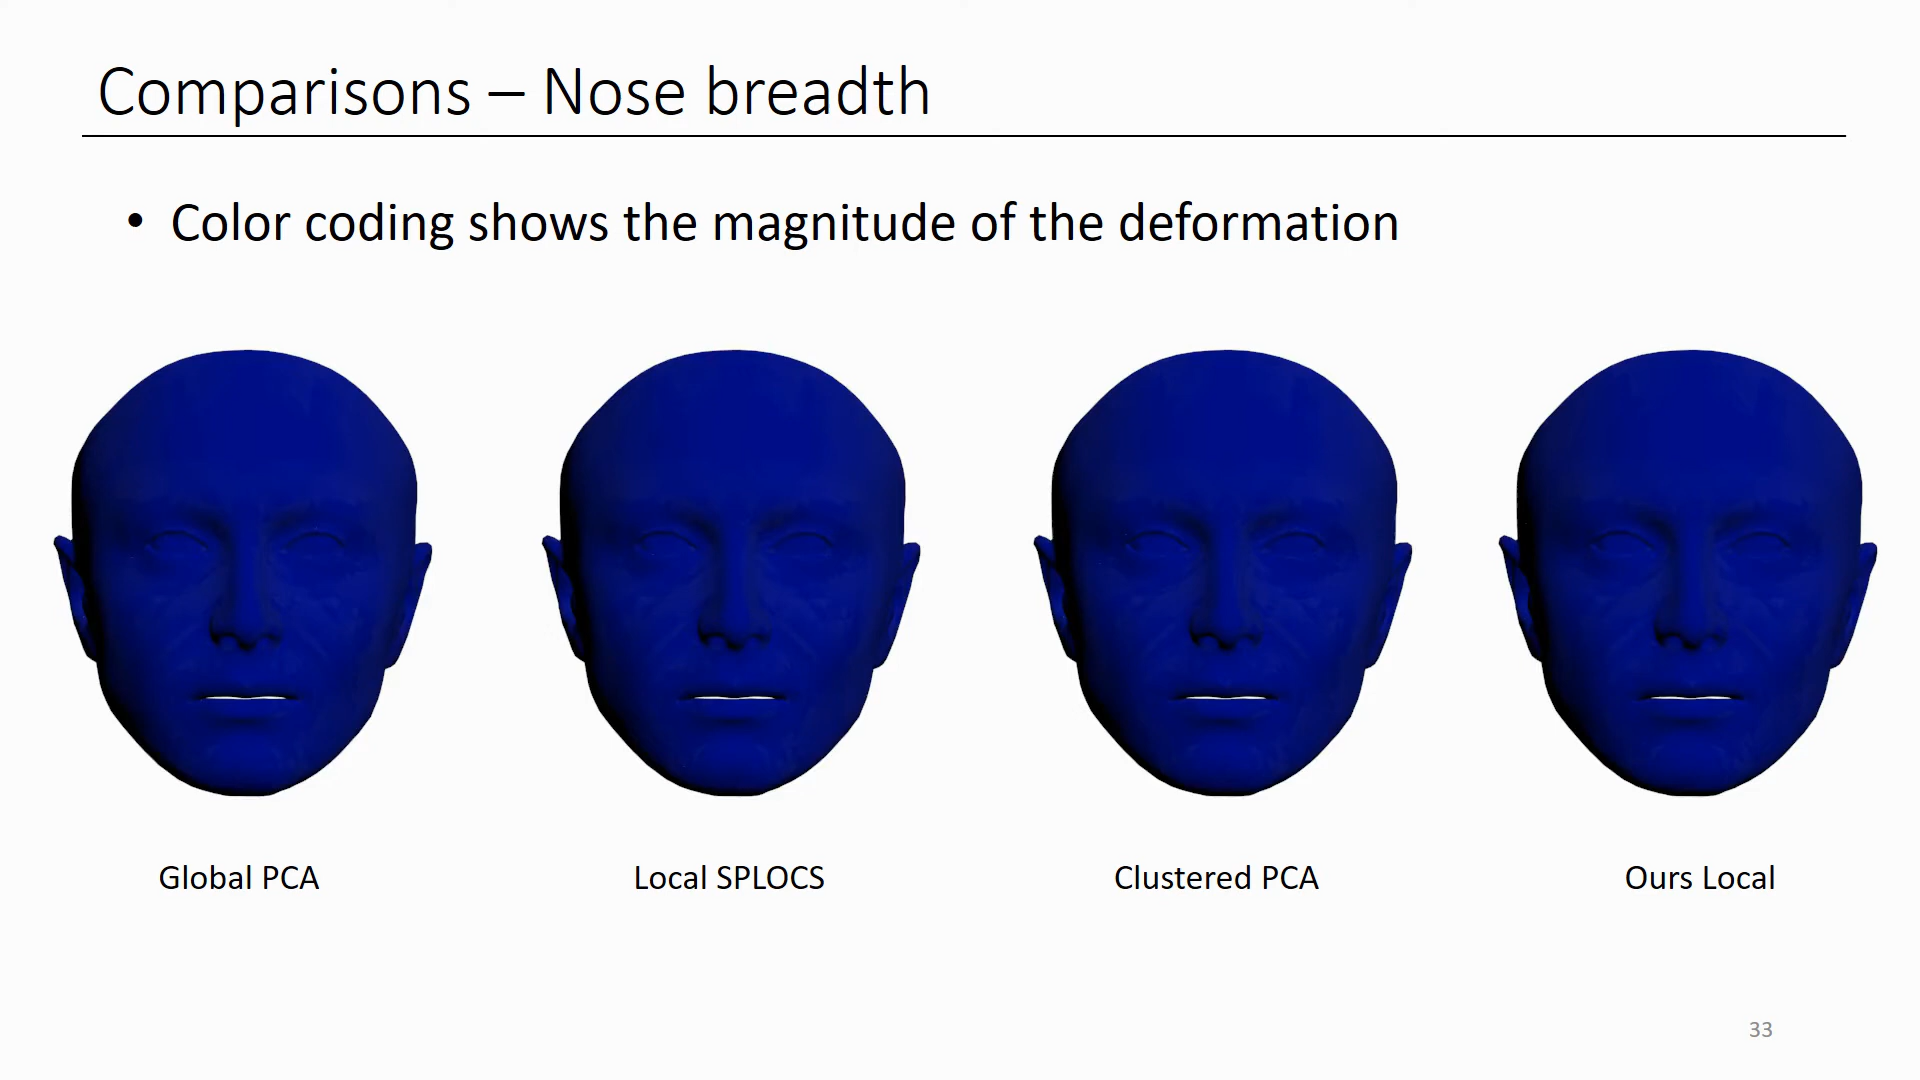 Comparisons – Nose breadth
• Color coding shows the magnitude of the deformation
Global PCA
Local SPLOCS
Clustered PCA
Ours Local
33